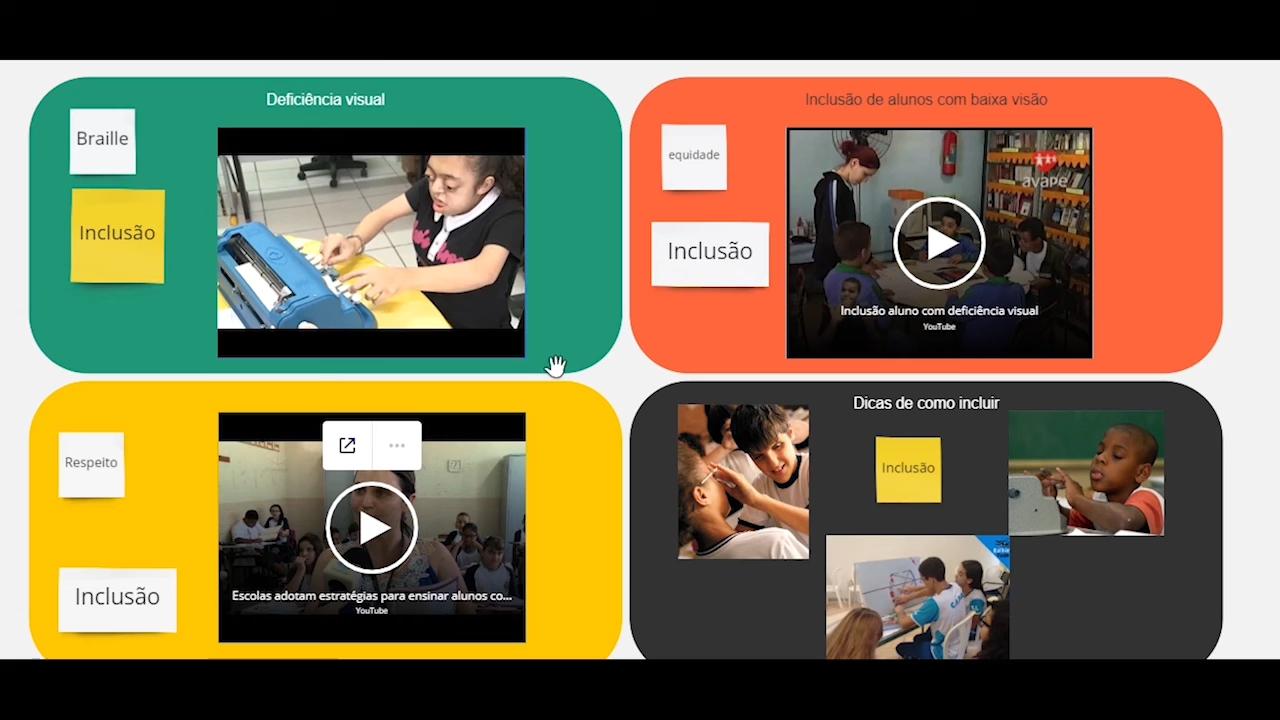 Deficiência visual
Braille
Inclusão
Inclusão de alunos com baixa visão
equidade
Inclusão
avape
Inclusão aluno com deficiência visual
YouTube
Respeito
Inclusão
Escolas adotam estratégias para ensinar alunos co...
YouTube
Dicas de como incluir
Inclusão